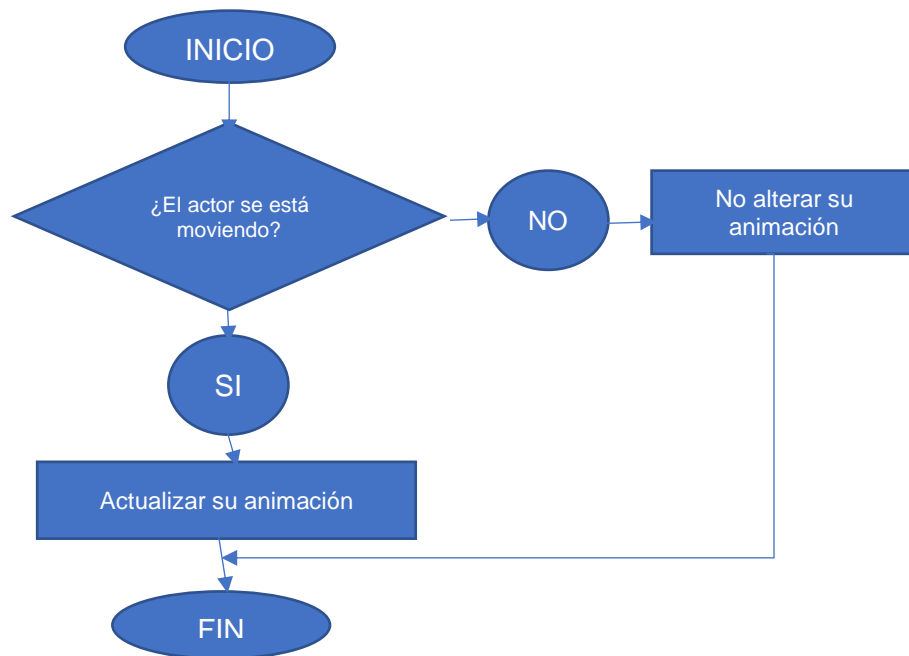 INICIO
¿El actor se está
moviendo?
NO
No alterar su
animación
SI
Actualizar su animación
FIN